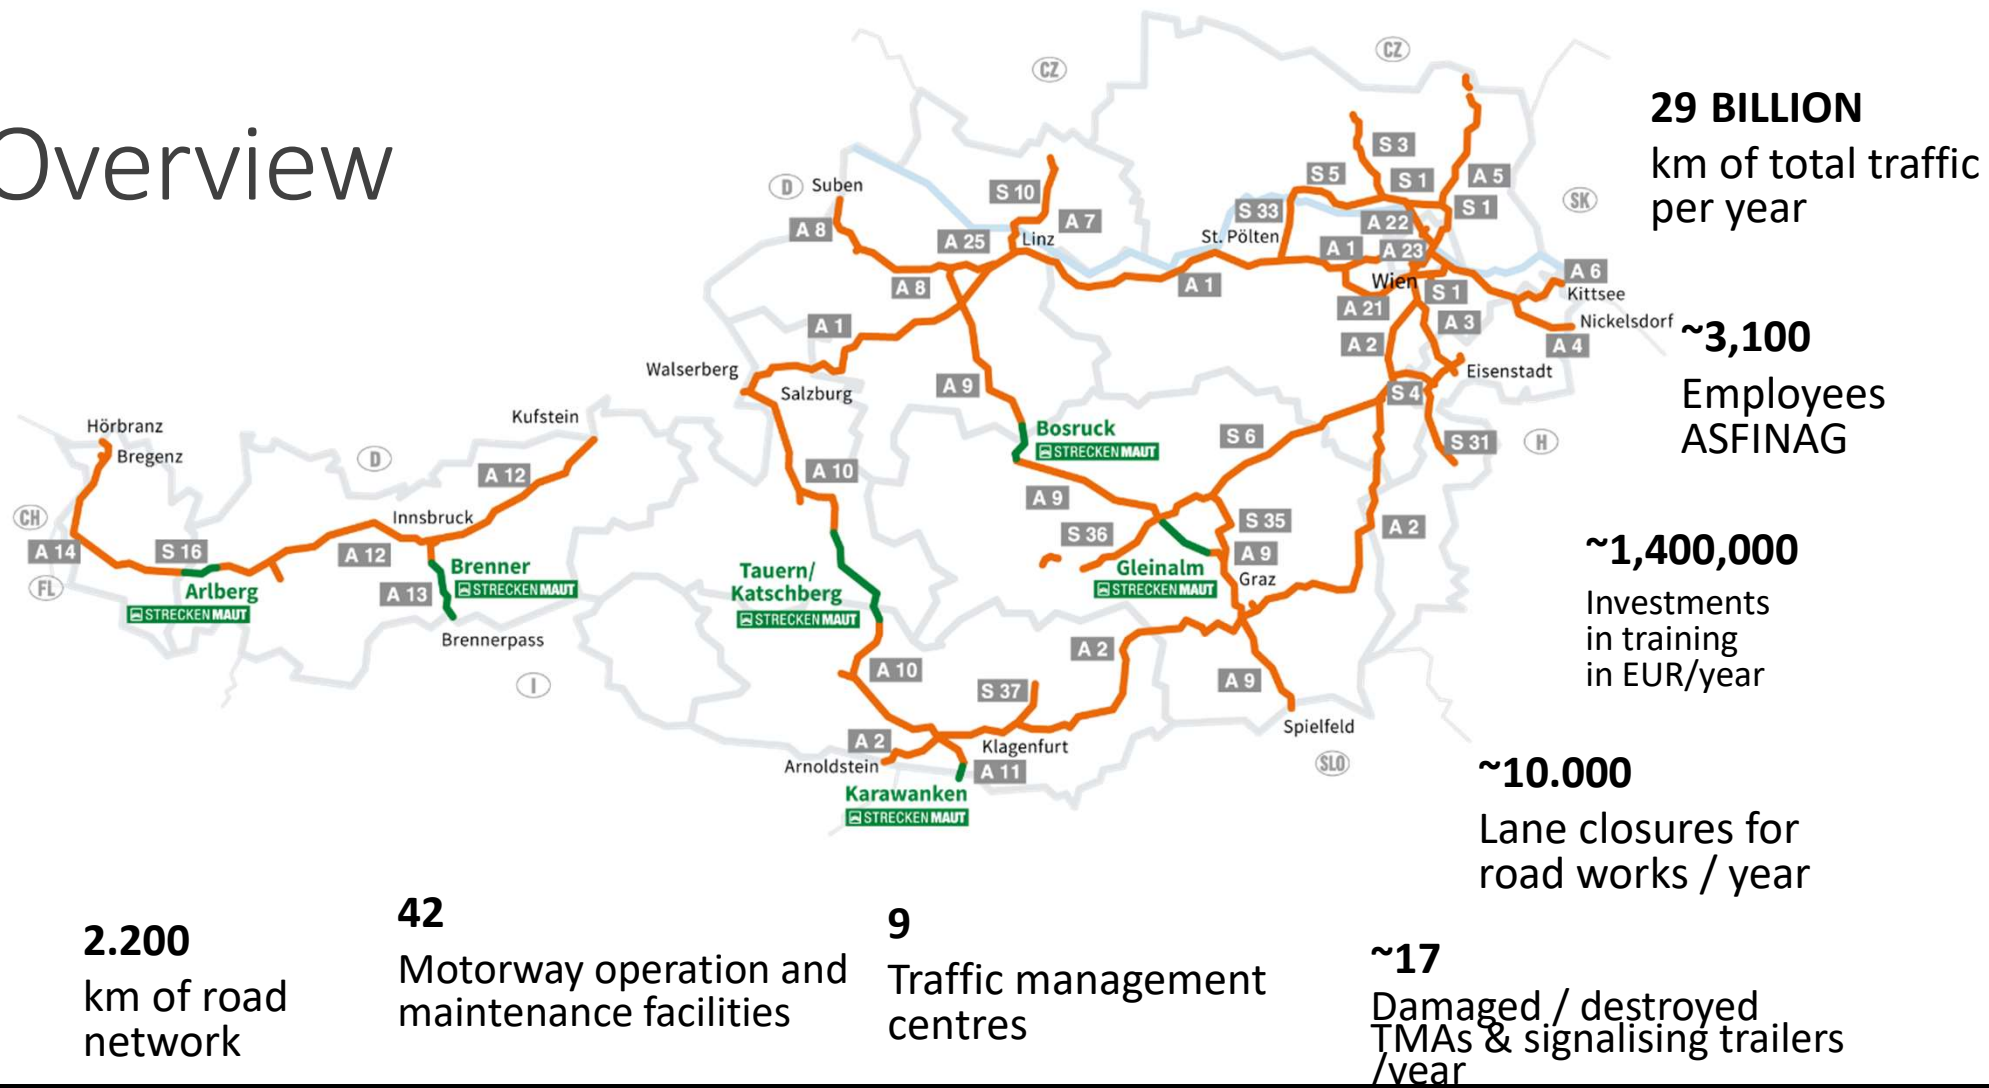 Overview
CZ
CZ
29 BILLION
km of total traffic
per year
S 3
S 5
S 1
A 5
D
Suben
S 10
S 1
SK
A 8
A 7
S 33
A 22
A 25
Linz
St. Pölten
A 1
A 23
A 8
A 1
Wien
S 1
A 6
Kittsee
A 21
A 3
Nickelsdorf
A 1
A 2
A 4
~3,100
Employees
ASFINAG
Walserberg
Salzburg
A 9
Eisenstadt
S 4
Hörbranz
Bregenz
Kufstein
D
Bosruck
STRECKENMAUT
S 6
S 31
H
A 12
A 10
A 9
CH
Innsbruck
S 36
S 35
A 2
A 14
S 16
A 12
A 9
FL
Arlberg
STRECKENMAUT
Brenner
STRECKENMAUT
A 13
Brennerpass
Tauern/
Katschberg
STRECKENMAUT
Gleinalm
STRECKENMAUT
Graz
~1,400,000
Investments
in training
in EUR/year
I
A 10
A 2
S 37
A 9
Spielfeld
SLO
A 2
Arnoldstein
Klagenfurt
A 11
Karawanken
STRECKENMAUT
~10.000
Lane closures for
road works / year
2.200
km of road
network
42
Motorway operation and
maintenance facilities
9
Traffic management
centres
~17
Damaged / destroyed
TMAs & signalising trailers
/year